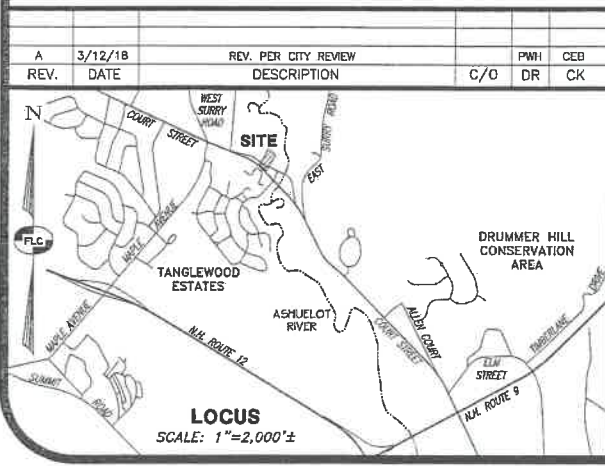 A 3/12/18 REV. PER CITY REVIEW PWH CEB
REV. DATE DESCRIPTION C/O DR CK
N
WEST
SURRY
ROAD
COURT
STREET
SITE
EAST
SURRY ROAD
FLC
MAPLE AVENUE
TANGLEWOOD
ESTATES
DRUMMER HILL
CONSERVATION
AREA
ASHUELOT
RIVER
COURT STREET
ALLEN COURT
TIMBERLANE DRIVE
MAPLE AVENUE
N.H. ROUTE 12
ELM
STREET
SUMMIT
ROAD
N.H. ROUTE 9
LOCUS
SCALE: 1"=2,000'±